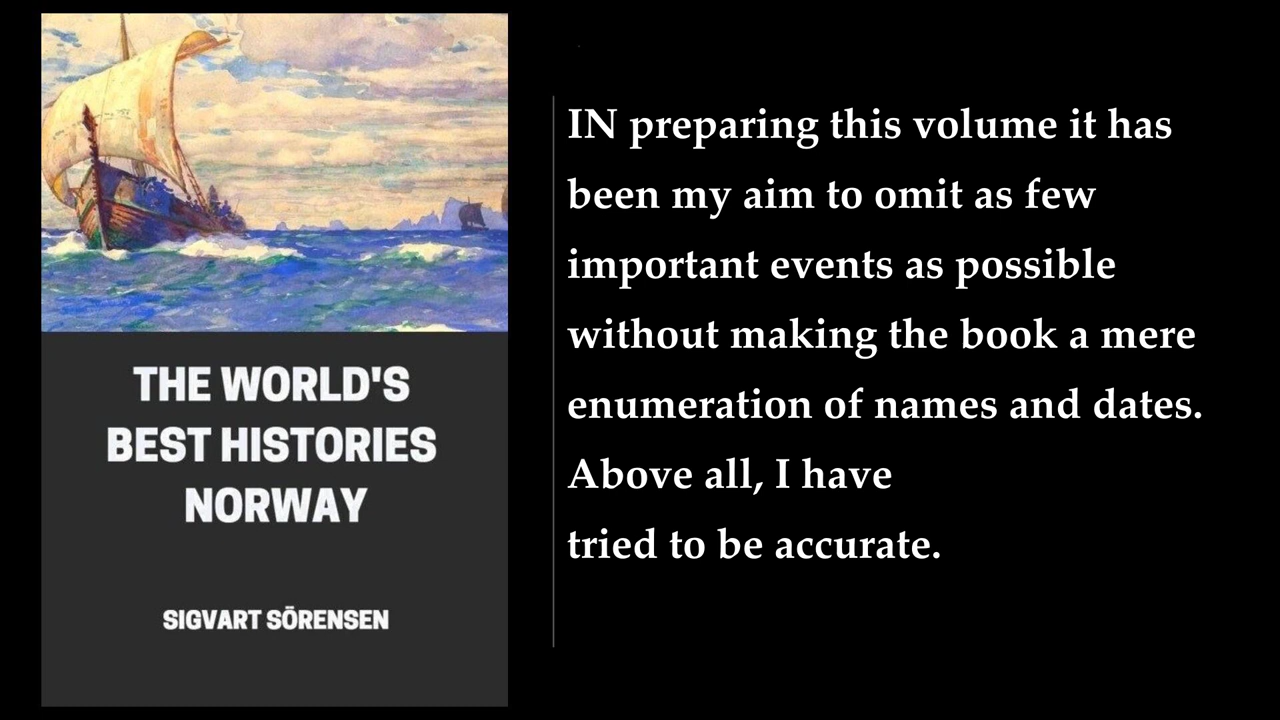 THE WORLD'S
BEST HISTORIES
NORWAY
SIGVART SÖRENSEN
IN preparing this volume it has
been my aim to omit as few
important events as possible
without making the book a mere
enumeration of names and dates.
Above all, I have
tried to be accurate.